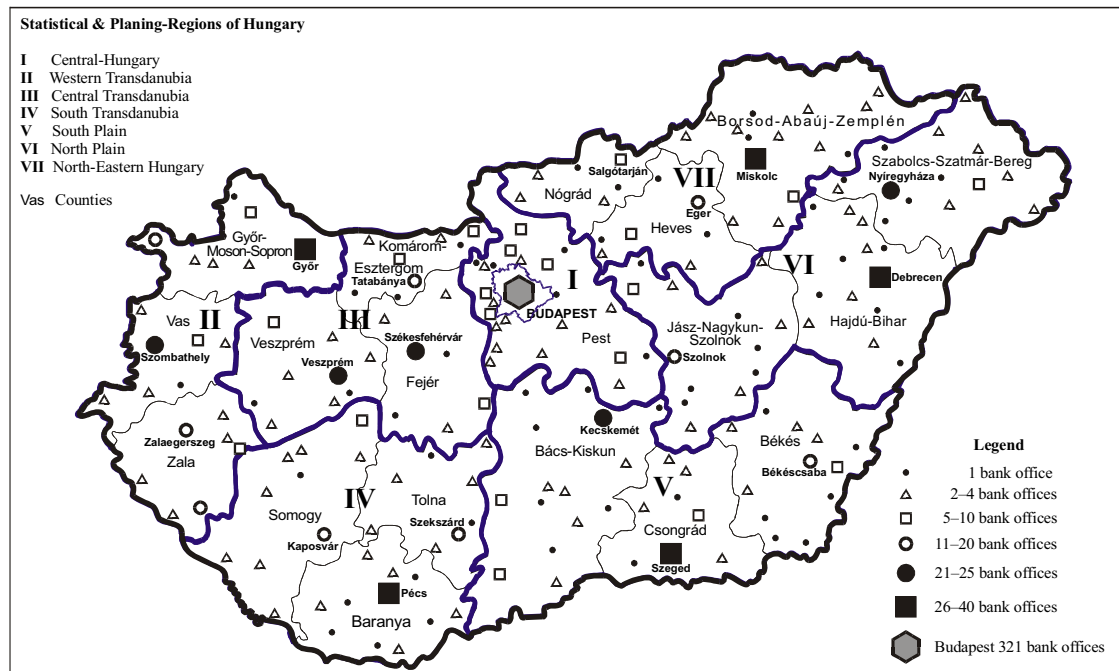 Statistical & Planing-Regions of Hungary
I Central-Hungary
II Western Transdanubia
III Central Transdanubia
IV South Transdanubia
V South Plain
VI North Plain
VII North-Eastern Hungary
Vas Counties
Borsod-Abaúj-Zemplén
Miskolc
Szabolcs-Szatmár-Bereg
Nyíregyháza
Salgótarján
Nógrád
VII
Eger
Heves
Győr-
Moson-Sopron
Győr
Komárom-
Esztergom
Tatabánya
I
BUDAPEST
Pest
VI
Debrecen
Hajdú-Bihar
Vas
II
Szombathely
Veszprém
III
Veszprém
Székesfehérvár
Fejér
Jász-Nagykun-
Szolnok
Szolnok
Zalaegerszeg
Zala
Kecskemét
Bács-Kiskun
Békés
Békéscsaba
IV
Somogy
Kaposvár
Tolna
Szekszárd
V
Csongrád
Szeged
Pécs
Baranya
Legend
1 bank office
2–4 bank offices
5–10 bank offices
11–20 bank offices
21–25 bank offices
26–40 bank offices
Budapest 321 bank offices